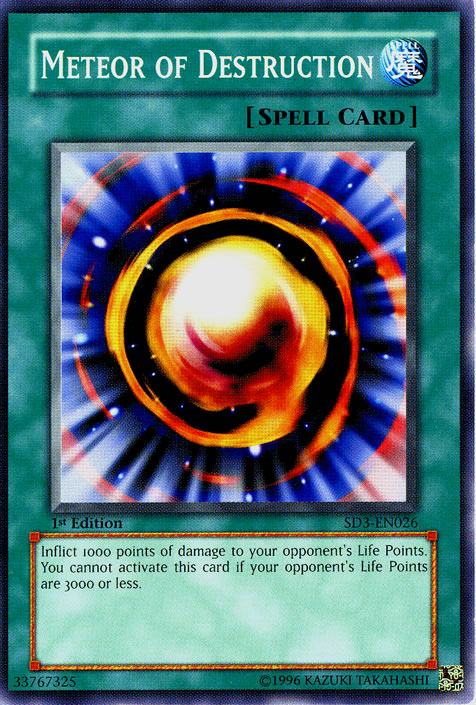 METEOR OF DESTRUCTION
SPELL
魔
[SPELL CARD]
1st Edition
SD3-EN026
Inflict 1000 points of damage to your opponent's Life Points.
You cannot activate this card if your opponent's Life Points
are 3000 or less.
33767325
©1996 KAZUKI TAKAHASHI